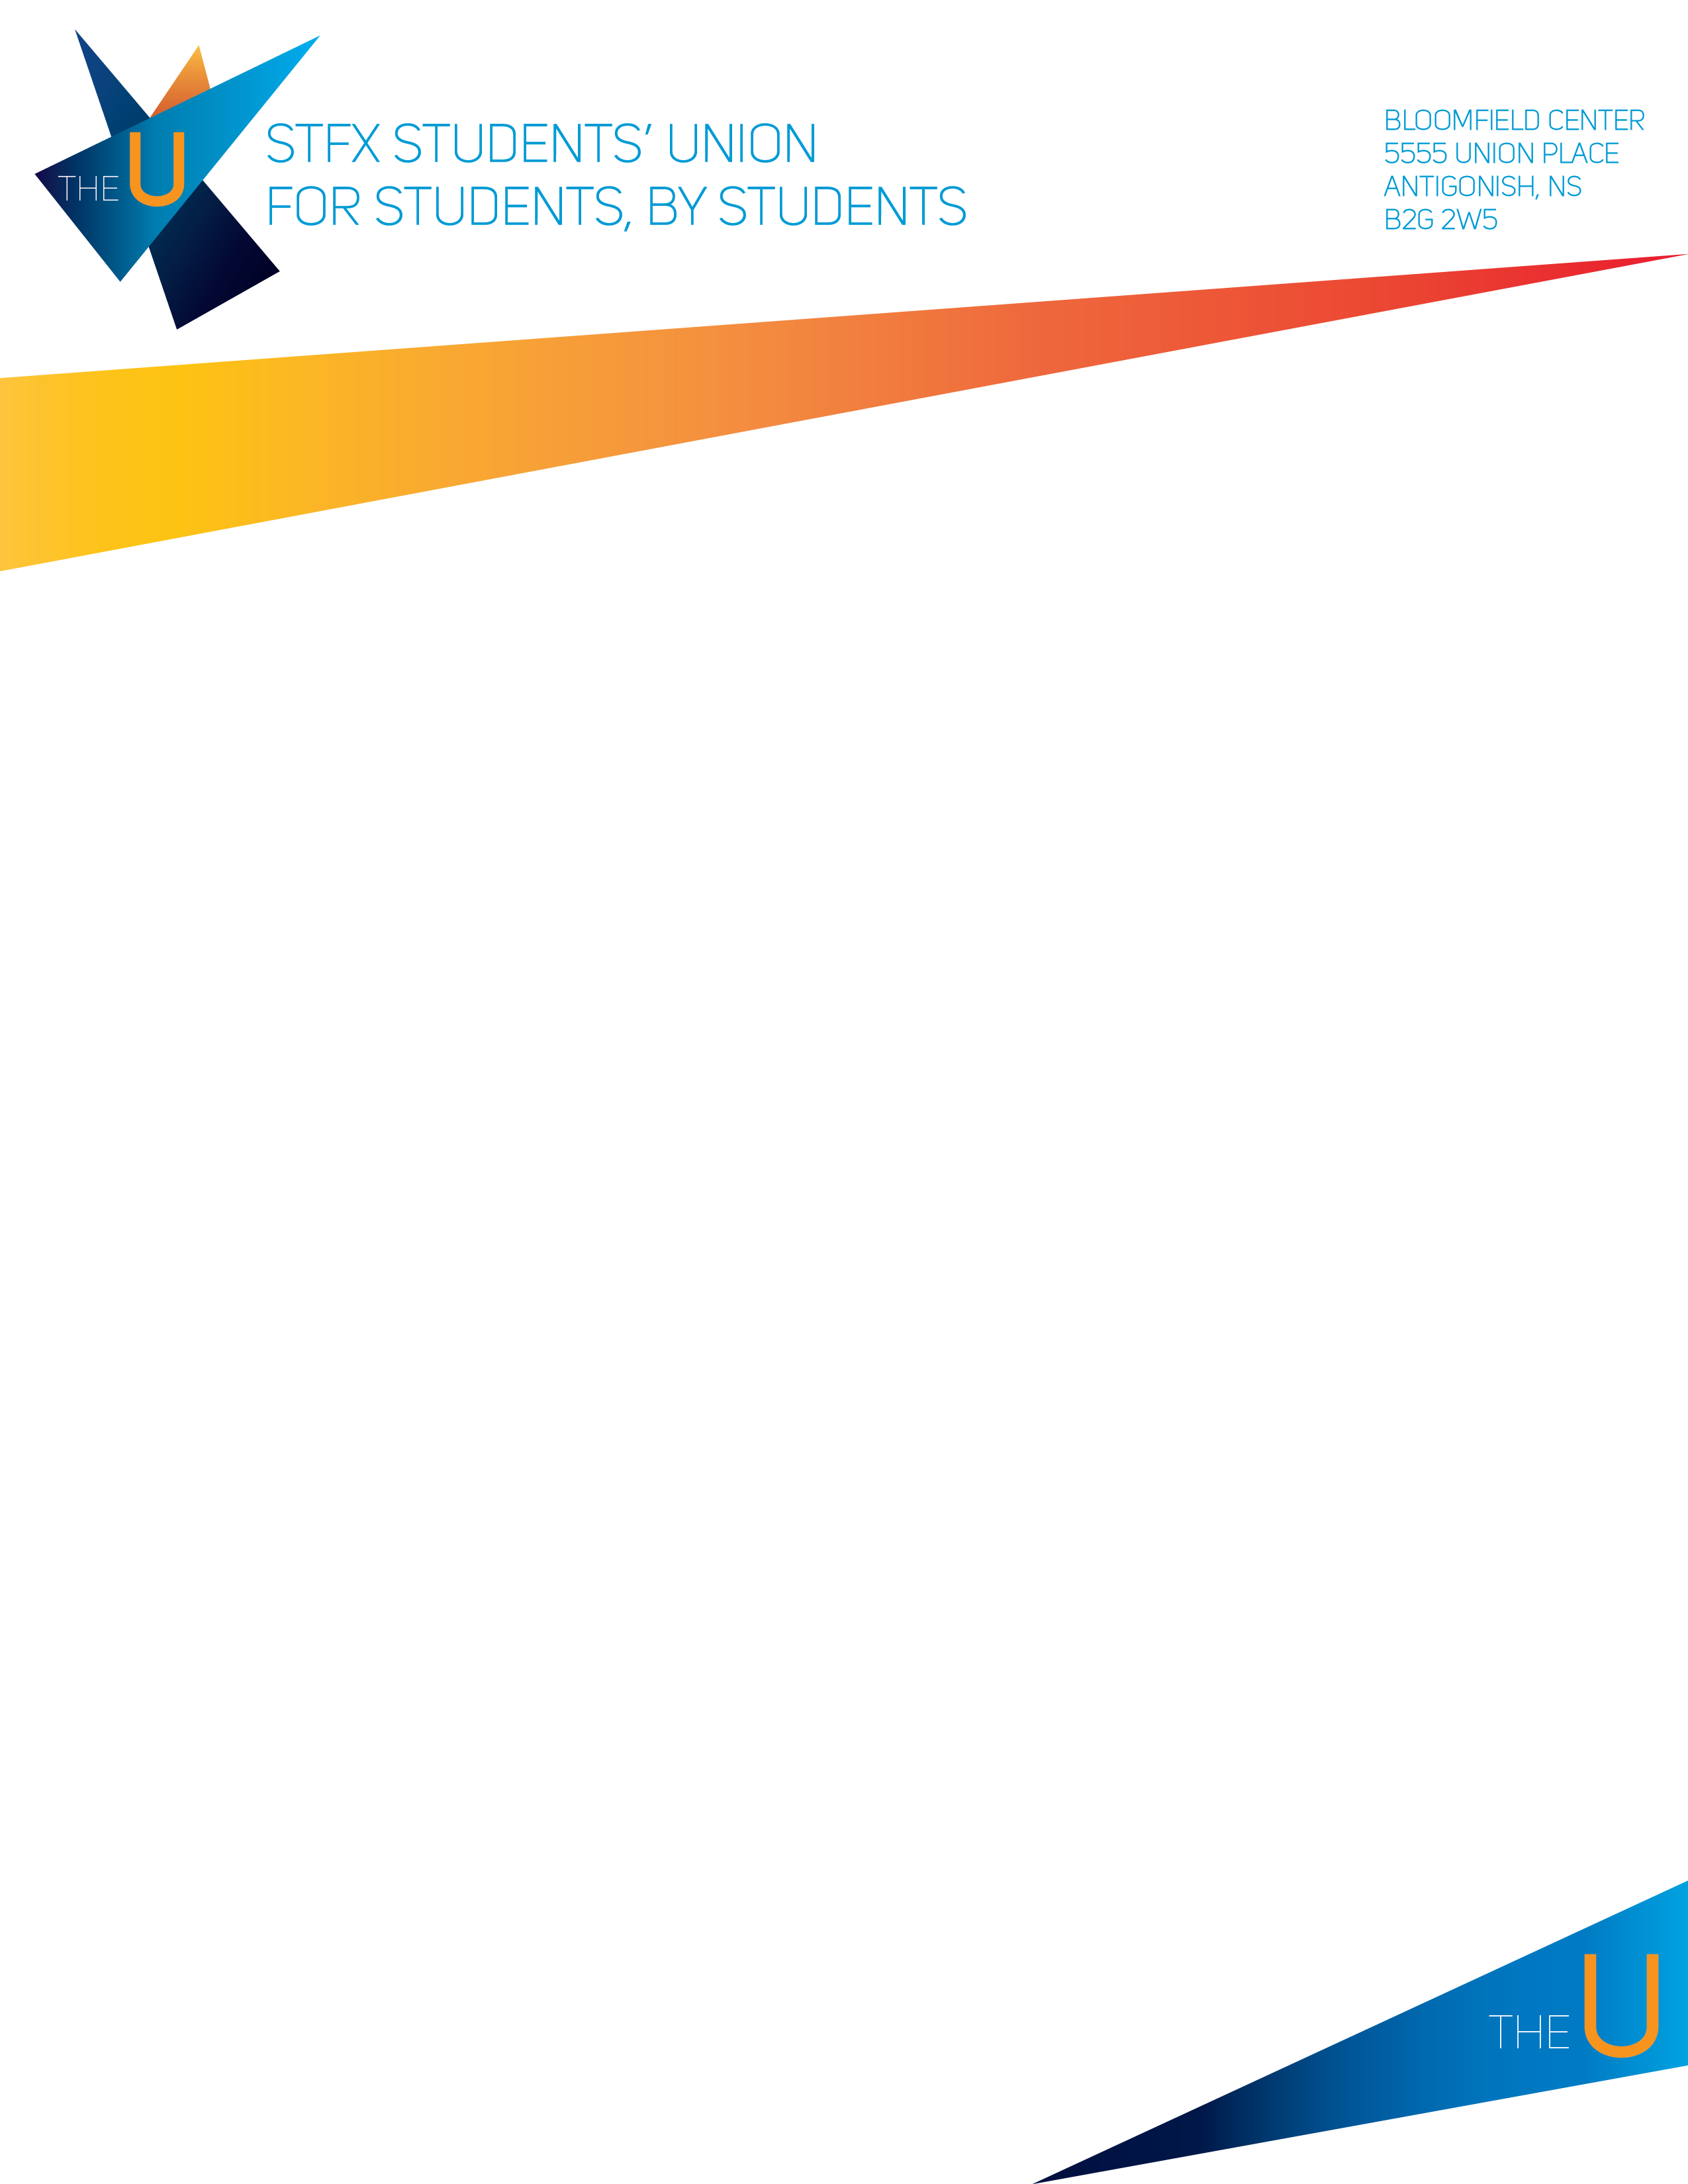 THE U
STFX STUDENTS’ UNION
FOR STUDENTS, BY STUDENTS
BLOOMFIELD CENTER
5555 UNION PLACE
ANTIGONISH, NS
B2G 2W5
THE U